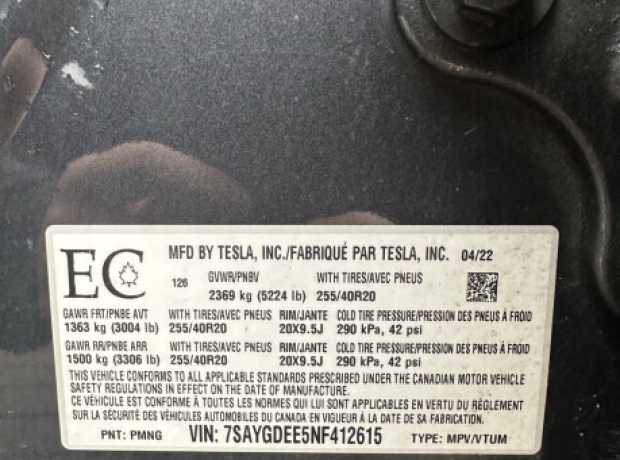 EC
MFD BY TESLA, INC./FABRIQUÉ PAR TESLA, INC. 04/22
126 GVWR/PNBV WITH TIRES/AVEC PNEUS
2369 kg (5224 lb) 255/40R20
GAWR FRT/PNBE AVT WITH TIRES/AVEC PNEUS RIM/JANTE COLD TIRE PRESSURE/PRESSION DES PNEUS À FROID
1363 kg (3004 lb) 255/40R20 20X9.5J 290 kPa, 42 psi
GAWR RR/PNBE ARR WITH TIRES/AVEC PNEUS RIM/JANTE COLD TIRE PRESSURE/PRESSION DES PNEUS À FROID
1500 kg (3306 lb) 255/40R20 20X9.5J 290 kPa, 42 psi
THIS VEHICLE CONFORMS TO ALL APPLICABLE STANDARDS PRESCRIBED UNDER THE CANADIAN MOTOR VEHICLE
SAFETY REGULATIONS IN EFFECT ON THE DATE OF MANUFACTURE.
CE VÉHICULE EST CONFORME À TOUTES LES NORMES QUI LUI SONT APPLICABLES EN VERTU DU RÈGLEMENT
SUR LA SÉCURITÉ DES VÉHICULES AUTOMOBILES DU CANADA EN VIGUEUR À LA DATE DE SA FABRICATION.
PNT: PMNG VIN: 7SAYGDEE5NF412615 TYPE: MPV/VTUM